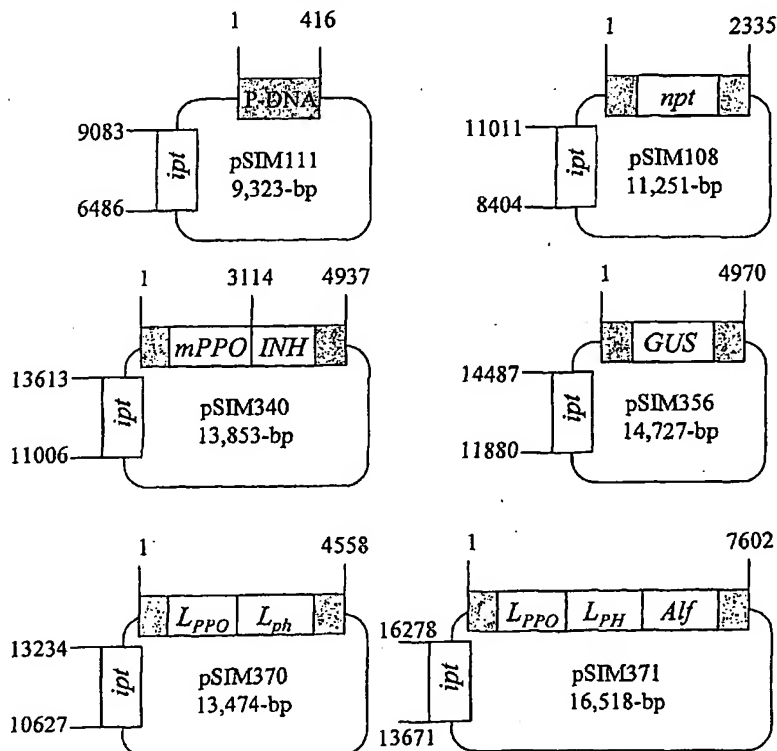 1 416
P-DNA
9083
ipt
6486
pSIM111
9,323-bp
1 2335
npt
11011
ipt
8404
pSIM108
11,251-bp
1 3114 4937
mPPO INH
13613
ipt
11006
pSIM340
13,853-bp
1 4970
GUS
14487
ipt
11880
pSIM356
14,727-bp
1 4558
LPPO Lph
13234
ipt
10627
pSIM370
13,474-bp
1 7602
LPPO LPH Alf
16278
ipt
13671
pSIM371
16,518-bp